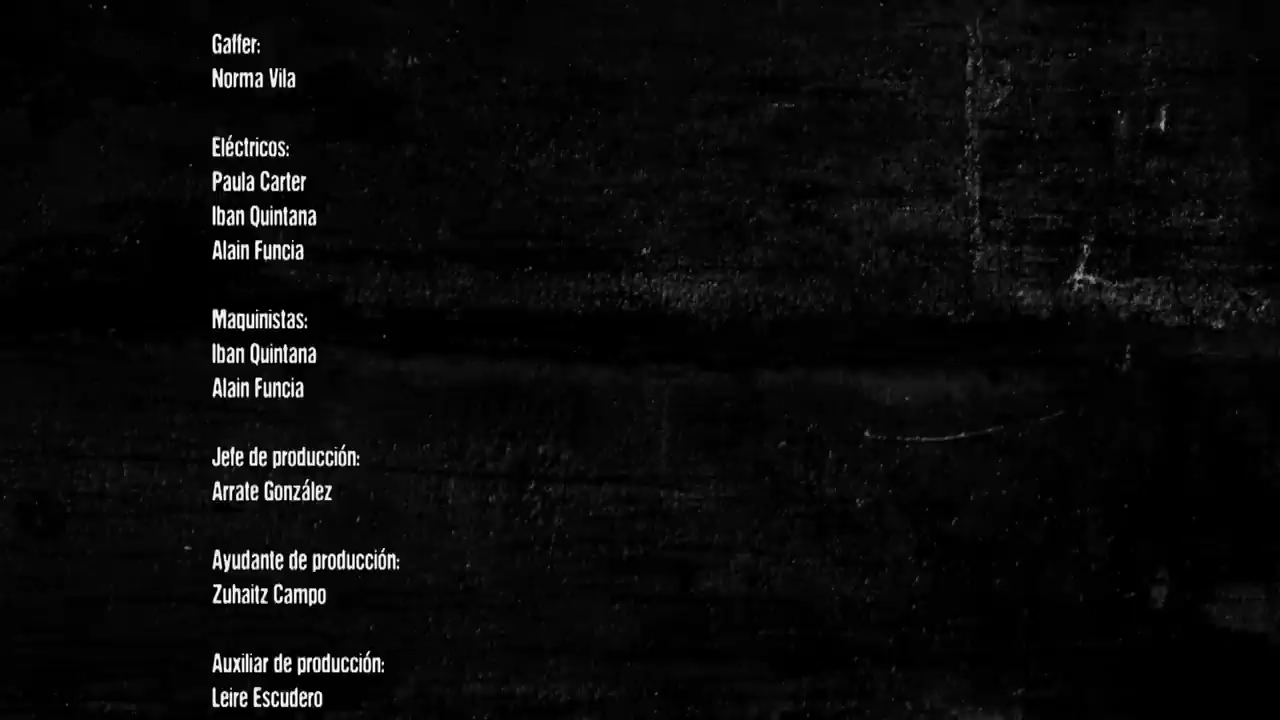 Gaffer:
Norma Vila
Eléctricos:
Paula Carter
Iban Quintana
Alain Funcia
Maquinistas:
Iban Quintana
Alain Funcia
Jefe de producción:
Arrate González
Ayudante de producción:
Zuhaitz Campo
Auxiliar de producción:
Leire Escudero